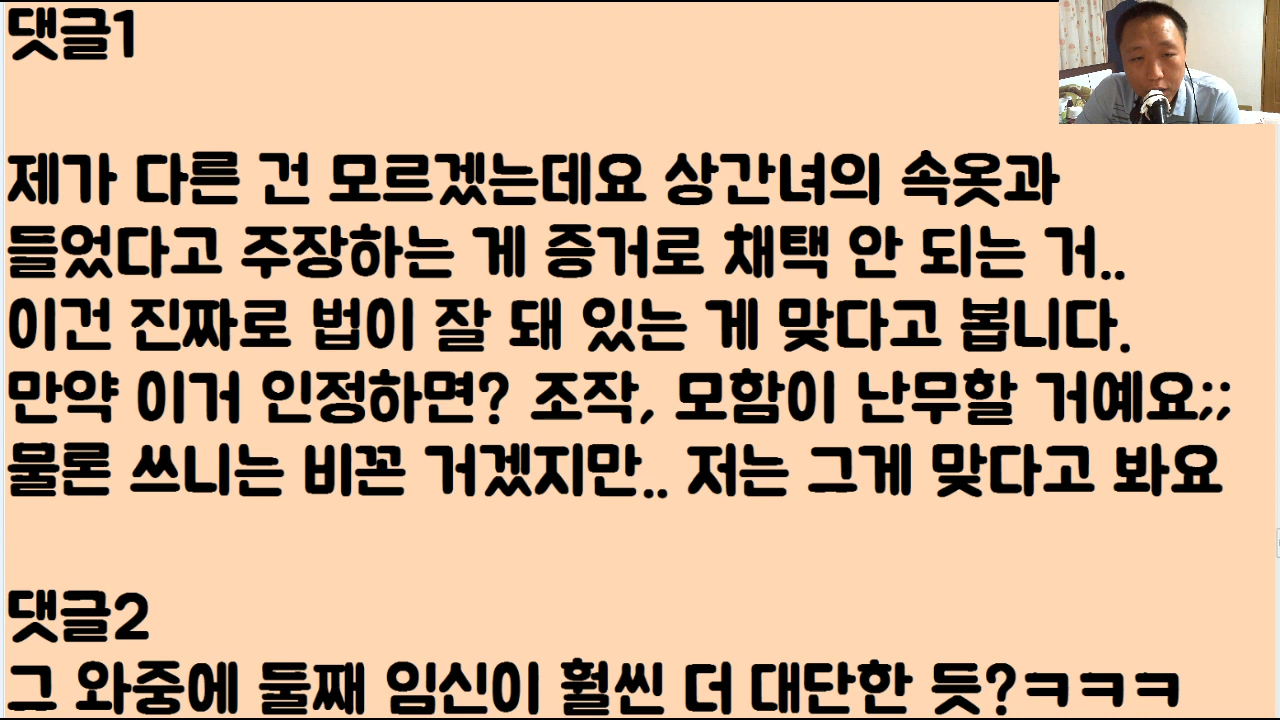 댓글1
제가 다른 건 모르겠는데요 상간녀의 속옷과
들었다고 주장하는 게 증거로 채택 안 되는 거..
이건 진짜로 법이 잘 돼 있는 게 맞다고 봅니다.
만약 이거 인정하면? 조작, 모함이 난무할 거예요;;
물론 쓰니는 비꼰 거겠지만.. 저는 그게 맞다고 봐요
댓글2
그 와중에 둘째 임신이 훨씬 더 대단한 듯?ㅋㅋㅋ